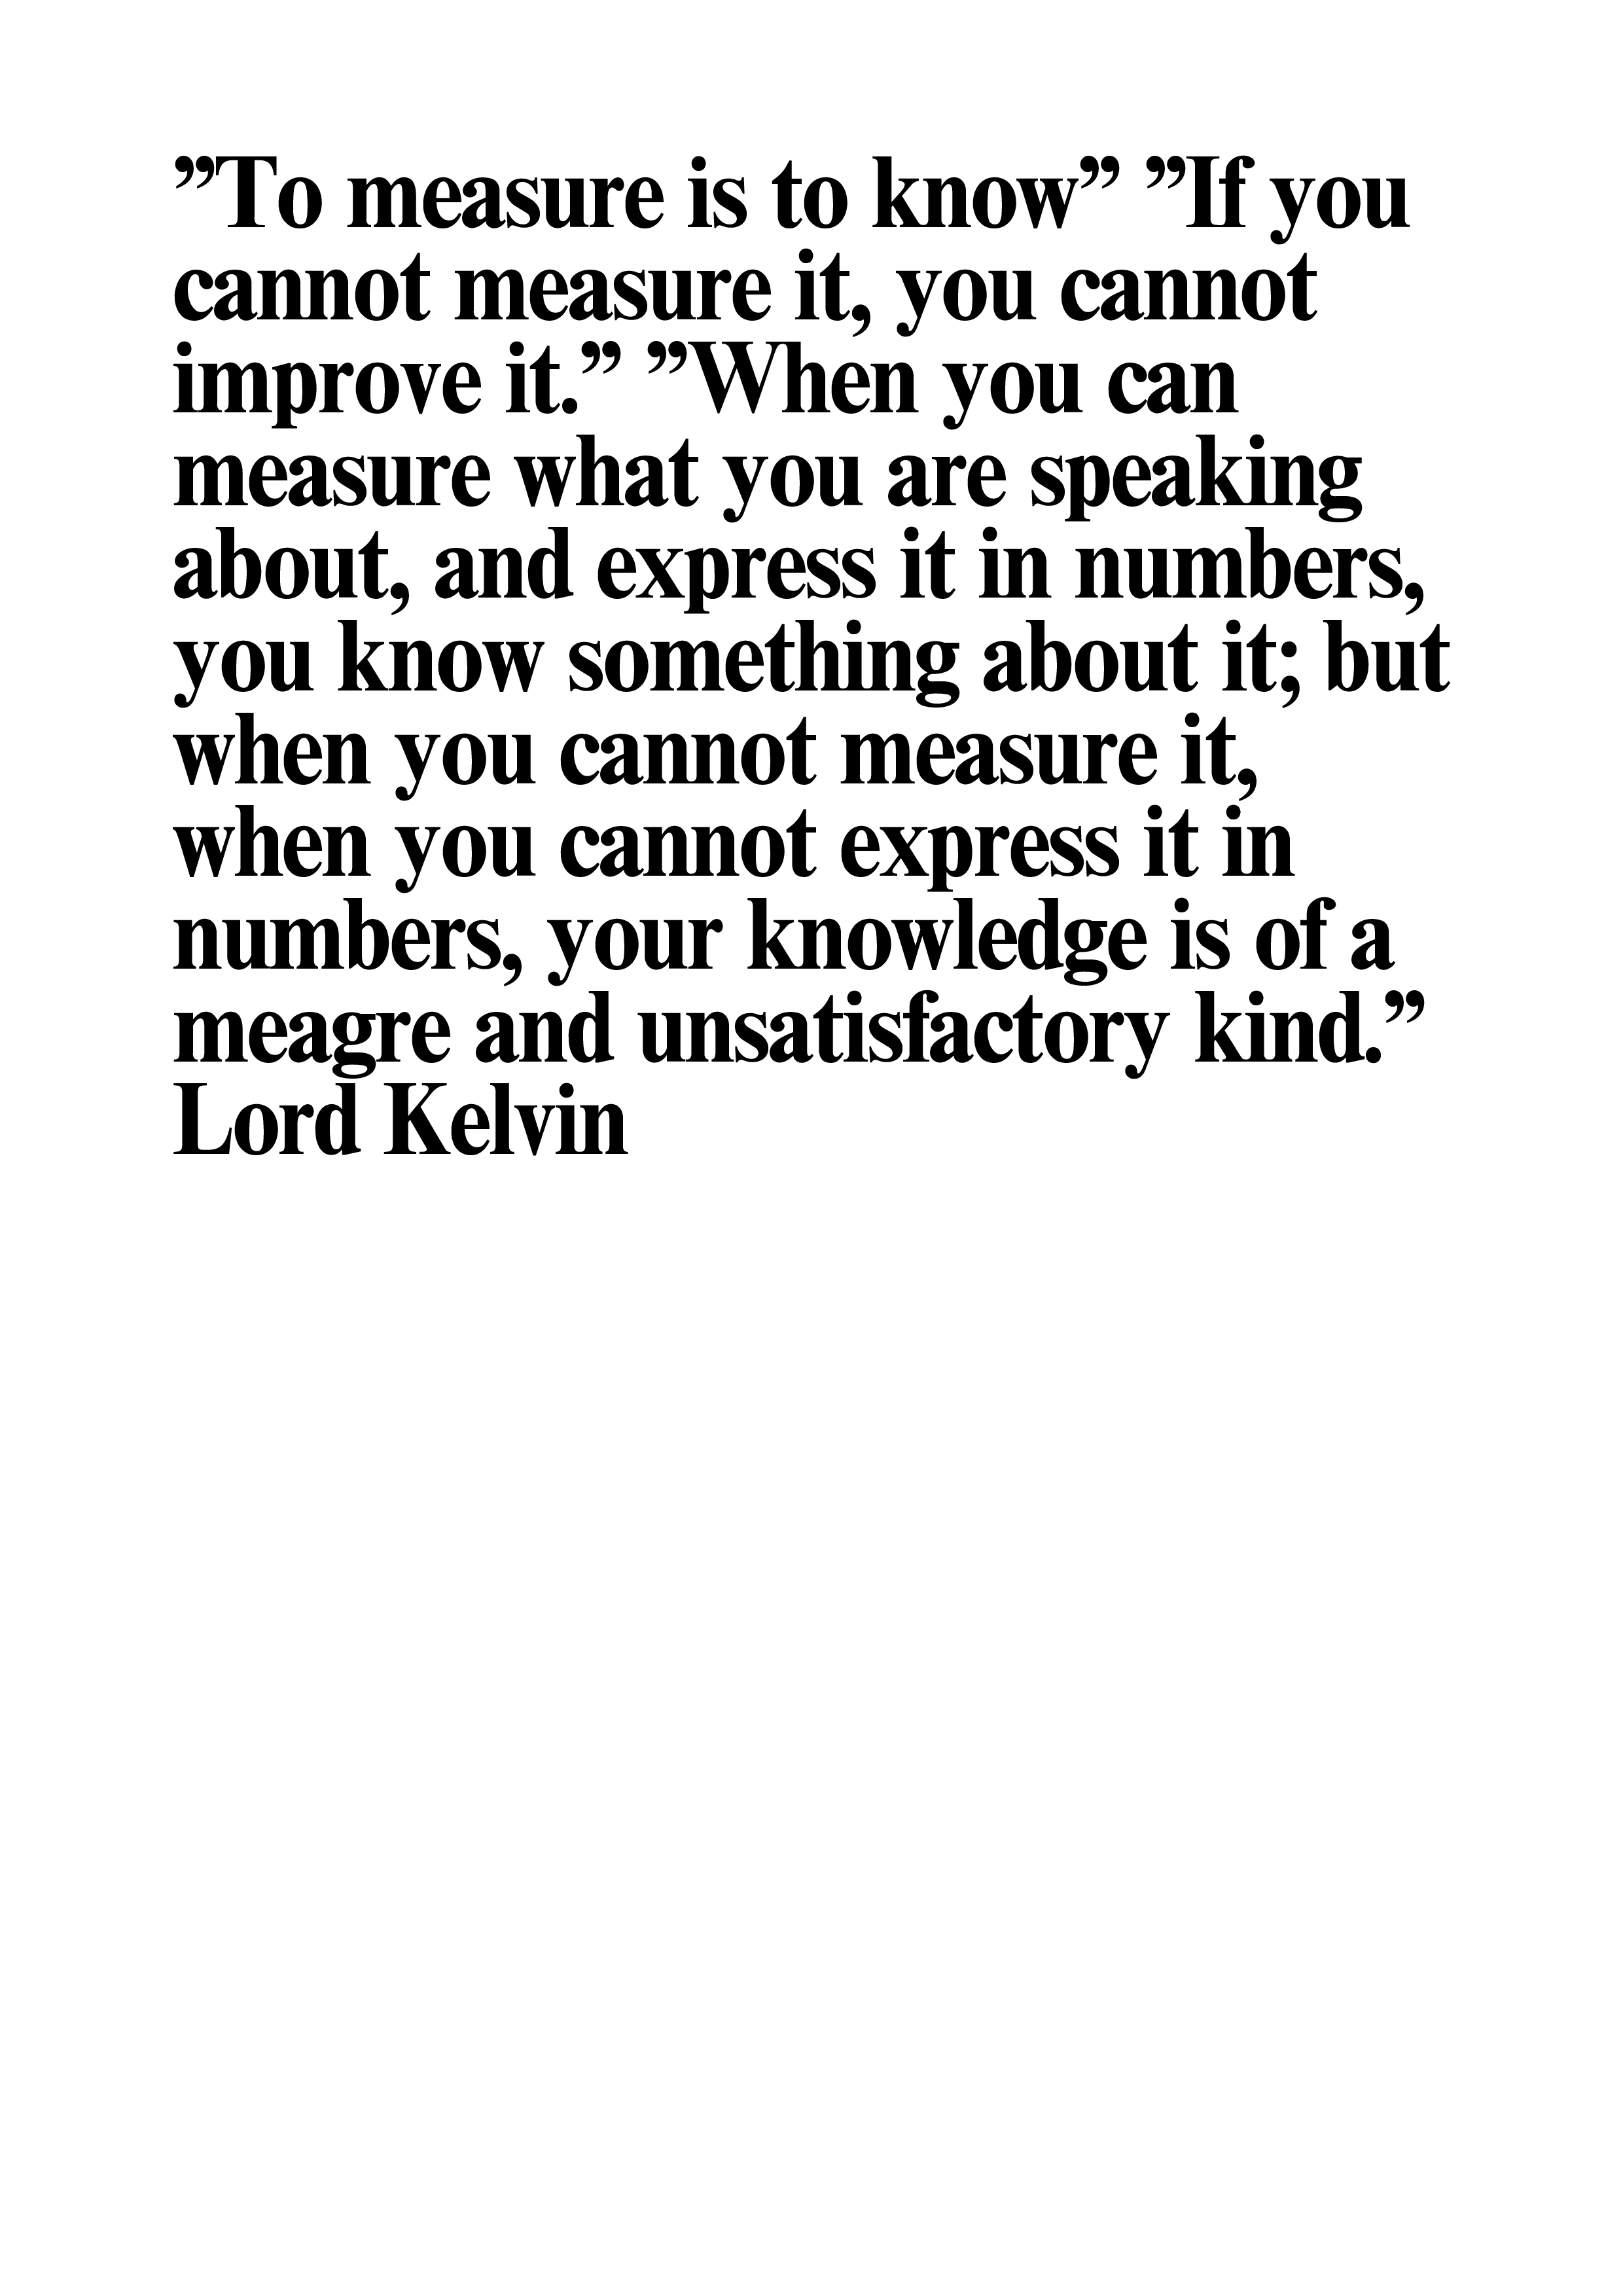 ”To measure is to know” ”If you
cannot measure it, you cannot
improve it.” ”When you can
measure what you are speaking
about, and express it in numbers,
you know something about it; but
when you cannot measure it,
when you cannot express it in
numbers, your knowledge is of a
meagre and unsatisfactory kind.”
Lord Kelvin